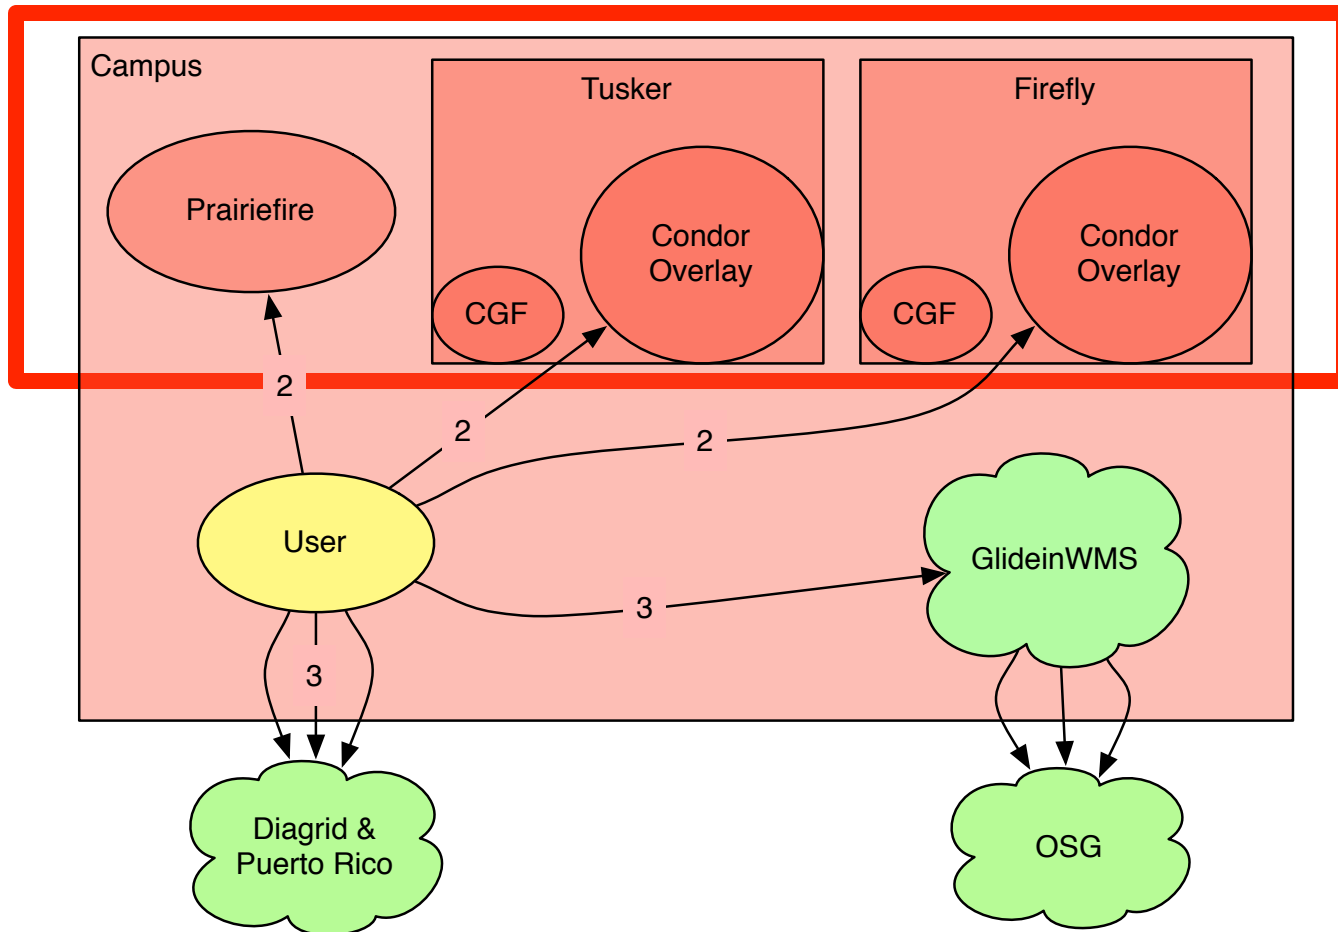 Campus
Tusker
Firefly
Prairiefire
Condor
Overlay
Condor
Overlay
CGF
CGF
2
2
2
User
GlideinWMS
3
3
Diagrid &
Puerto Rico
OSG